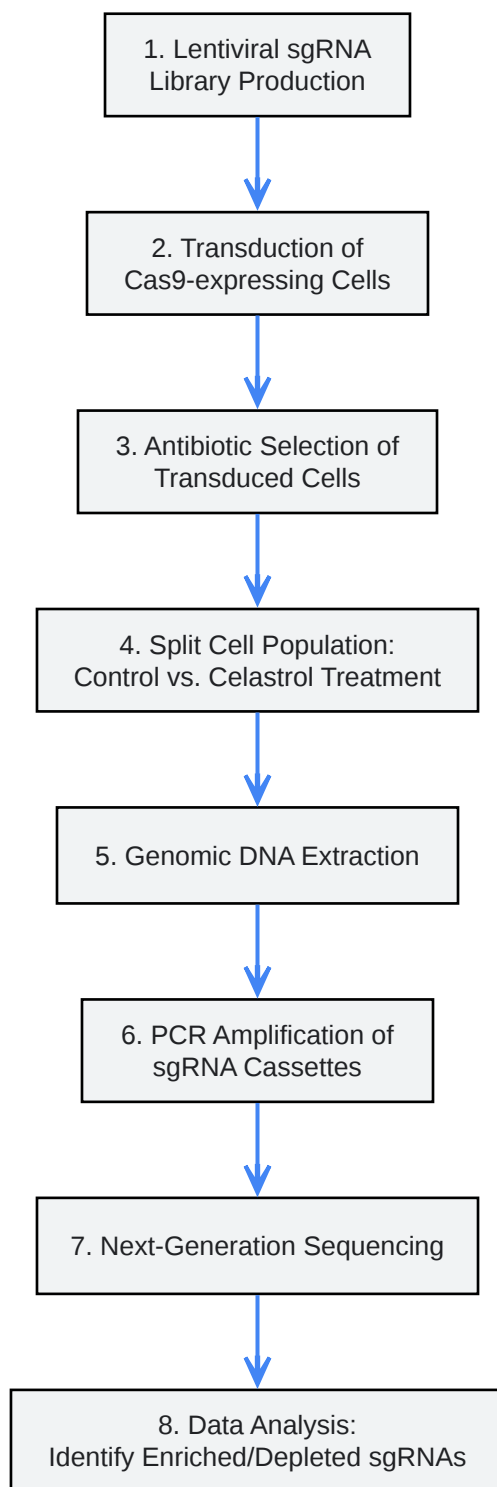 1. Lentiviral sgRNA
Library Production
2. Transduction of
Cas9-expressing Cells
3. Antibiotic Selection of
Transduced Cells
4. Split Cell Population:
Control vs. Celastrol Treatment
5. Genomic DNA Extraction
6. PCR Amplification of
sgRNA Cassettes
7. Next-Generation Sequencing
8. Data Analysis:
Identify Enriched/Depleted sgRNAs